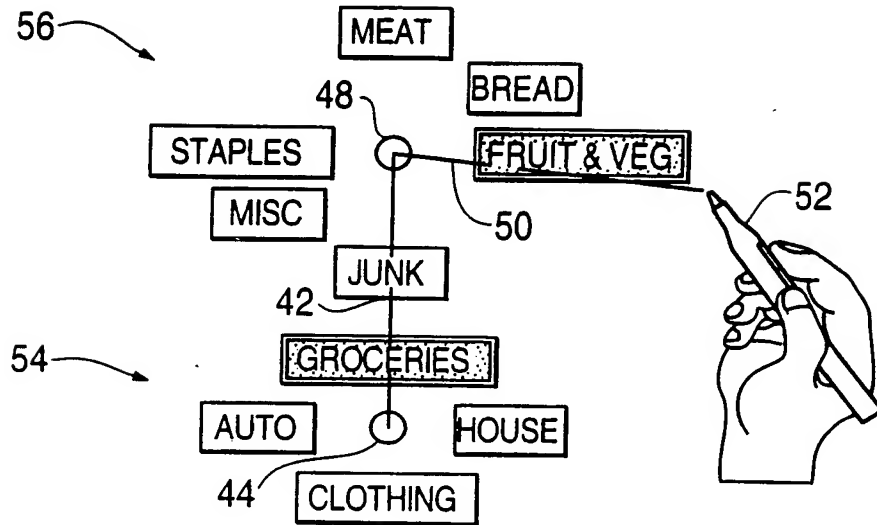 56
MEAT
48
BREAD
STAPLES
FRUIT & VEG
MISC
50
52
JUNK
42
54
GROCERIES
AUTO
HOUSE
44
CLOTHING